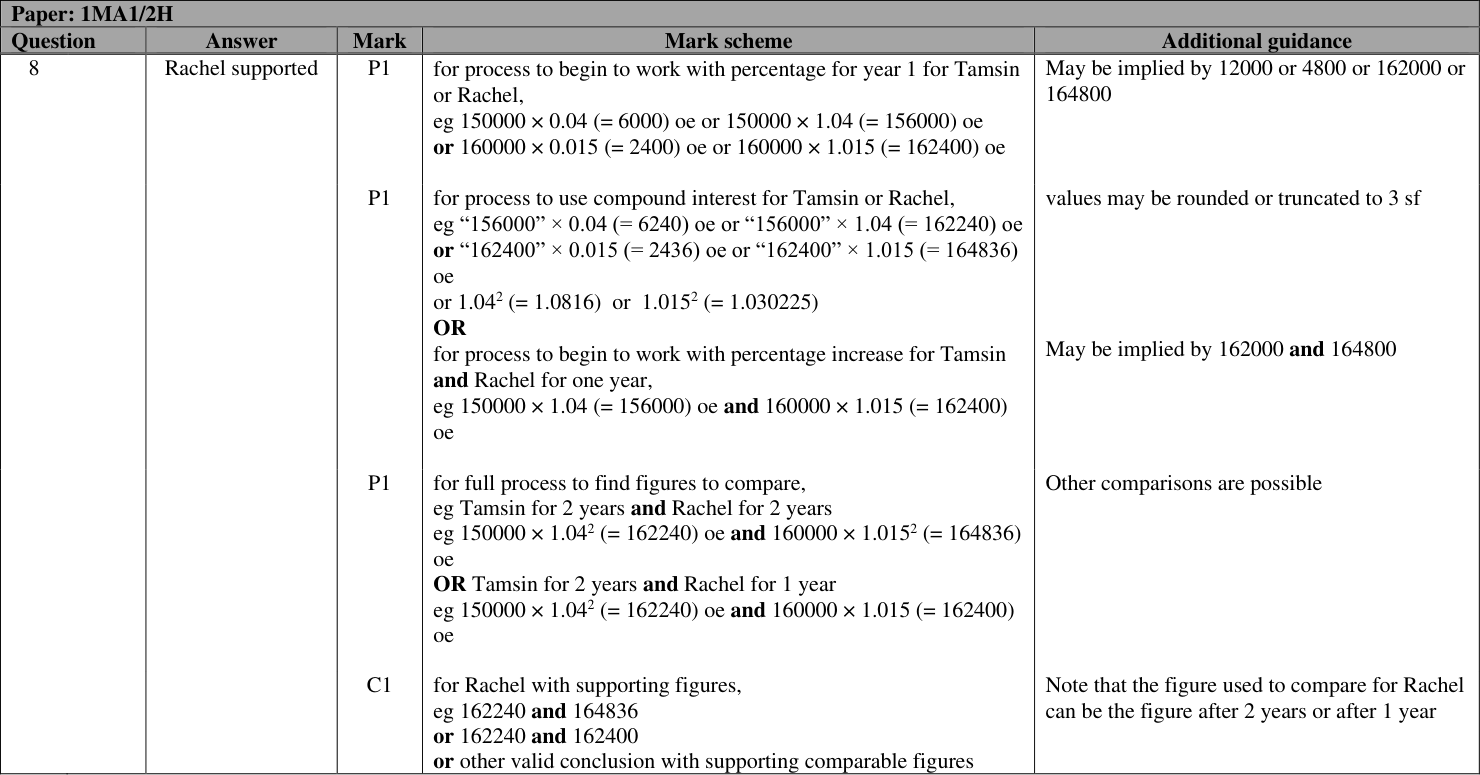 Paper: 1MA1/2H
Question Answer Mark Mark scheme Additional guidance
8 Rachel supported P1 for process to begin to work with percentage for year 1 for Tamsin May be implied by 12000 or 4800 or 162000 or
or Rachel, 164800
eg 150000 × 0.04 (= 6000) oe or 150000 × 1.04 (= 156000) oe
or 160000 × 0.015 (= 2400) oe or 160000 × 1.015 (= 162400) oe
P1 for process to use compound interest for Tamsin or Rachel, values may be rounded or truncated to 3 sf
eg “156000” × 0.04 (= 6240) oe or “156000” × 1.04 (= 162240) oe
or “162400” × 0.015 (= 2436) oe or “162400” × 1.015 (= 164836)
oe
or 1.04² (= 1.0816) or 1.015² (= 1.030225)
OR
for process to begin to work with percentage increase for Tamsin May be implied by 162000 and 164800
and Rachel for one year,
eg 150000 × 1.04 (= 156000) oe and 160000 × 1.015 (= 162400)
oe
P1 for full process to find figures to compare, Other comparisons are possible
eg Tamsin for 2 years and Rachel for 2 years
eg 150000 × 1.04² (= 162240) oe and 160000 × 1.015² (= 164836)
oe
OR Tamsin for 2 years and Rachel for 1 year
eg 150000 × 1.04² (= 162240) oe and 160000 × 1.015 (= 162400)
oe
C1 for Rachel with supporting figures, Note that the figure used to compare for Rachel
eg 162240 and 164836 can be the figure after 2 years or after 1 year
or 162240 and 162400
or other valid conclusion with supporting comparable figures